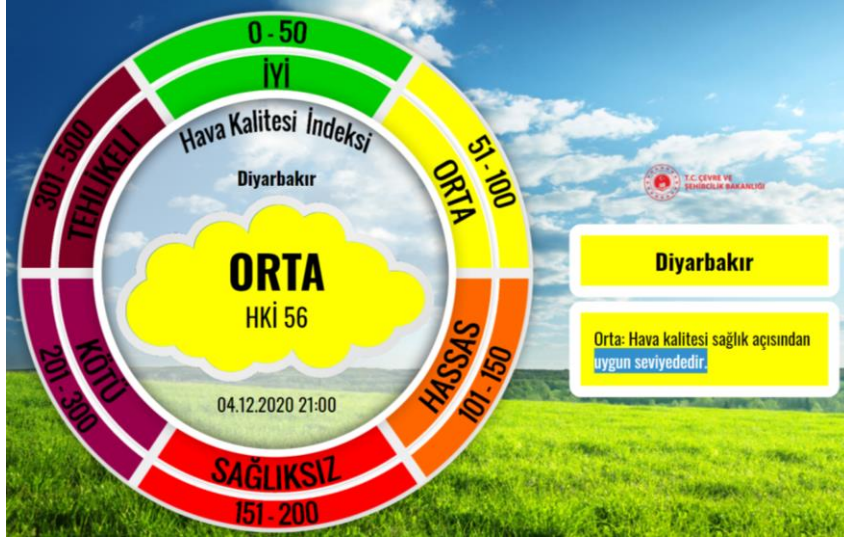 0 - 50
İYİ
51 - 100
ORTA
HASSAS
101 - 150
SAĞLIKSIZ
151 - 200
KÖTÜ
201 - 300
TEHLİKELİ
301 - 500
Hava Kalitesi İndeksi
Diyarbakır
ORTA
HKİ 56
04.12.2020 21:00
T.C. ÇEVRE VE
ŞEHİRCİLİK BAKANLIĞI
Diyarbakır
Orta: Hava kalitesi sağlık açısından
uygun seviyededir.